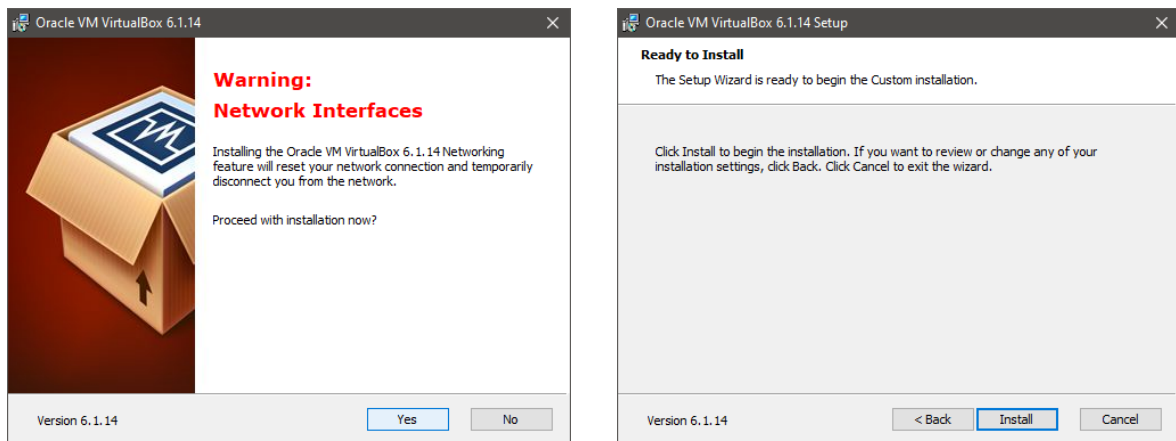 Oracle VM VirtualBox 6.1.14
Warning:
Network Interfaces
Installing the Oracle VM VirtualBox 6.1.14 Networking
feature will reset your network connection and temporarily
disconnect you from the network.
Proceed with installation now?
Version 6.1.14
Yes
No
Oracle VM VirtualBox 6.1.14 Setup
Ready to Install
The Setup Wizard is ready to begin the Custom installation.
Click Install to begin the installation. If you want to review or change any of your
installation settings, click Back. Click Cancel to exit the wizard.
Version 6.1.14
< Back
Install
Cancel